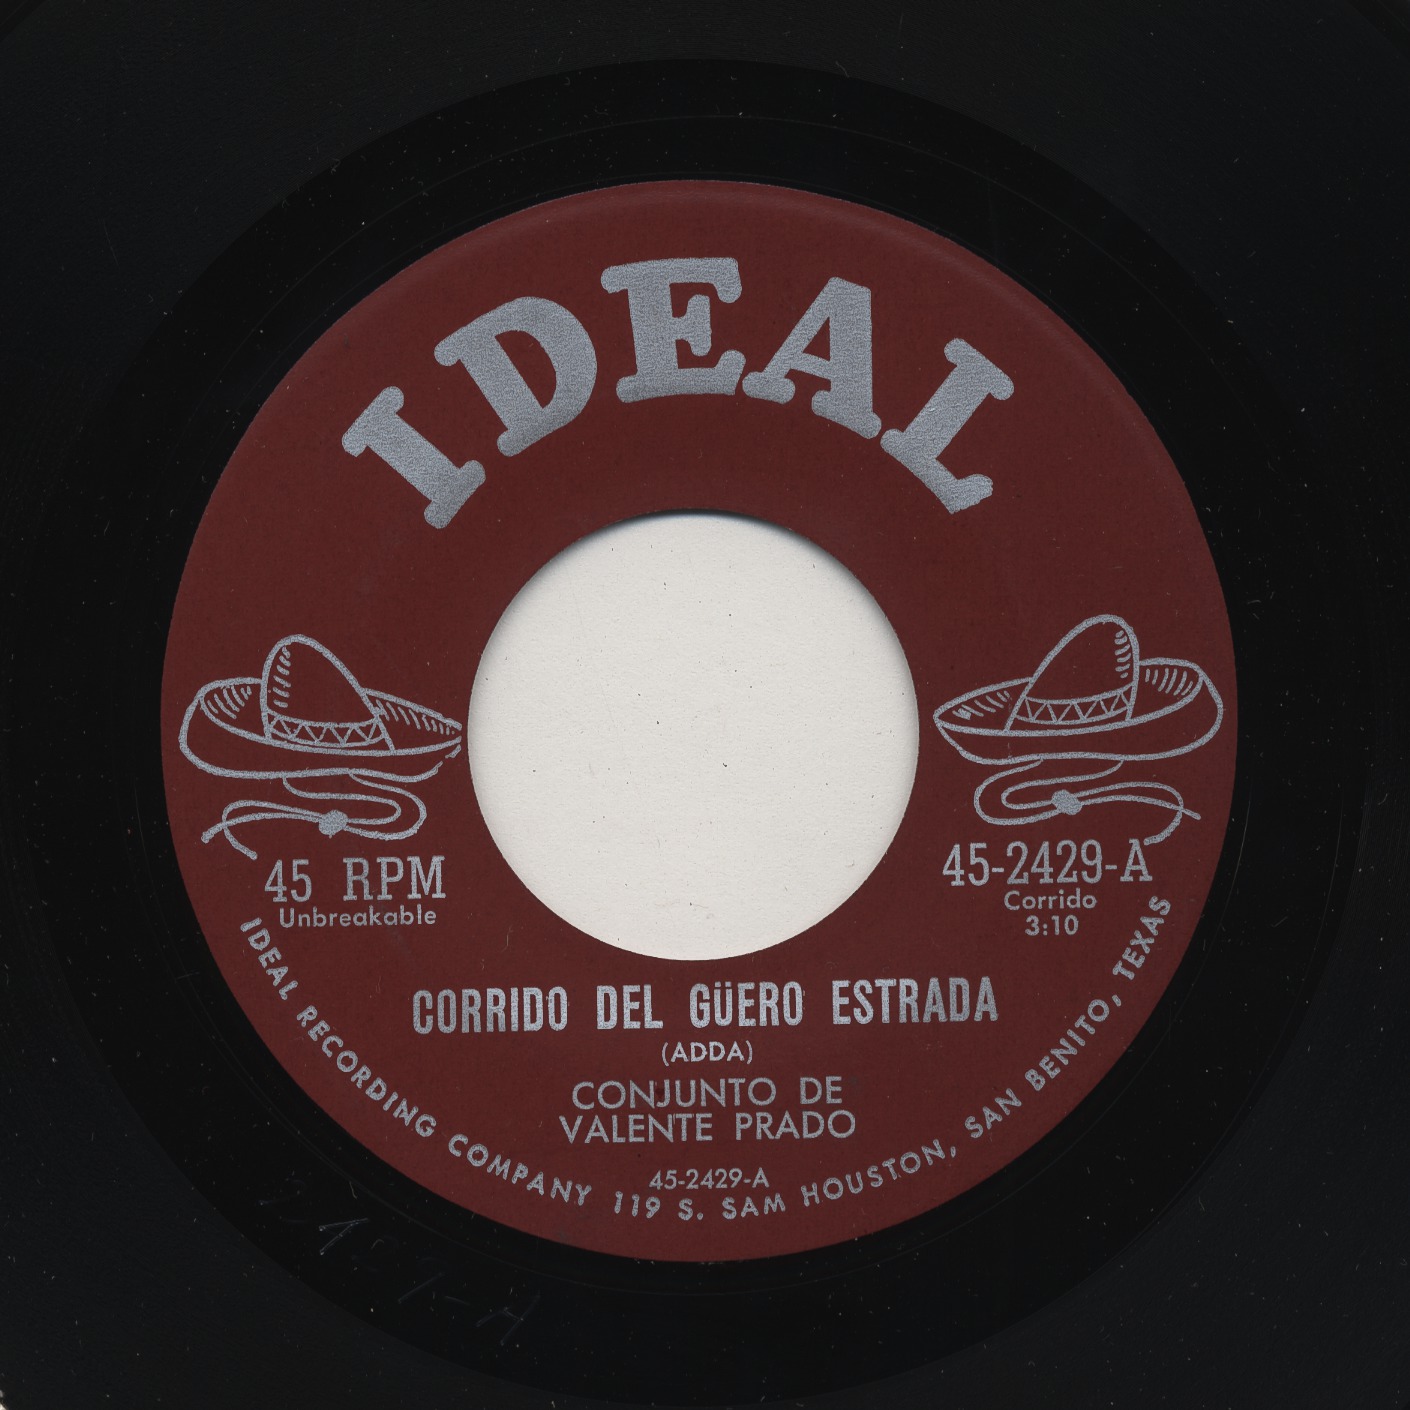 IDEAL
45 RPM
Unbreakable
45-2429-A
Corrido
3:10
CORRIDO DEL GÜERO ESTRADA
(ADDA)
CONJUNTO DE
VALENTE PRADO
45-2429-A
IDEAL RECORDING COMPANY 119 S. SAM HOUSTON, SAN BENITO, TEXAS